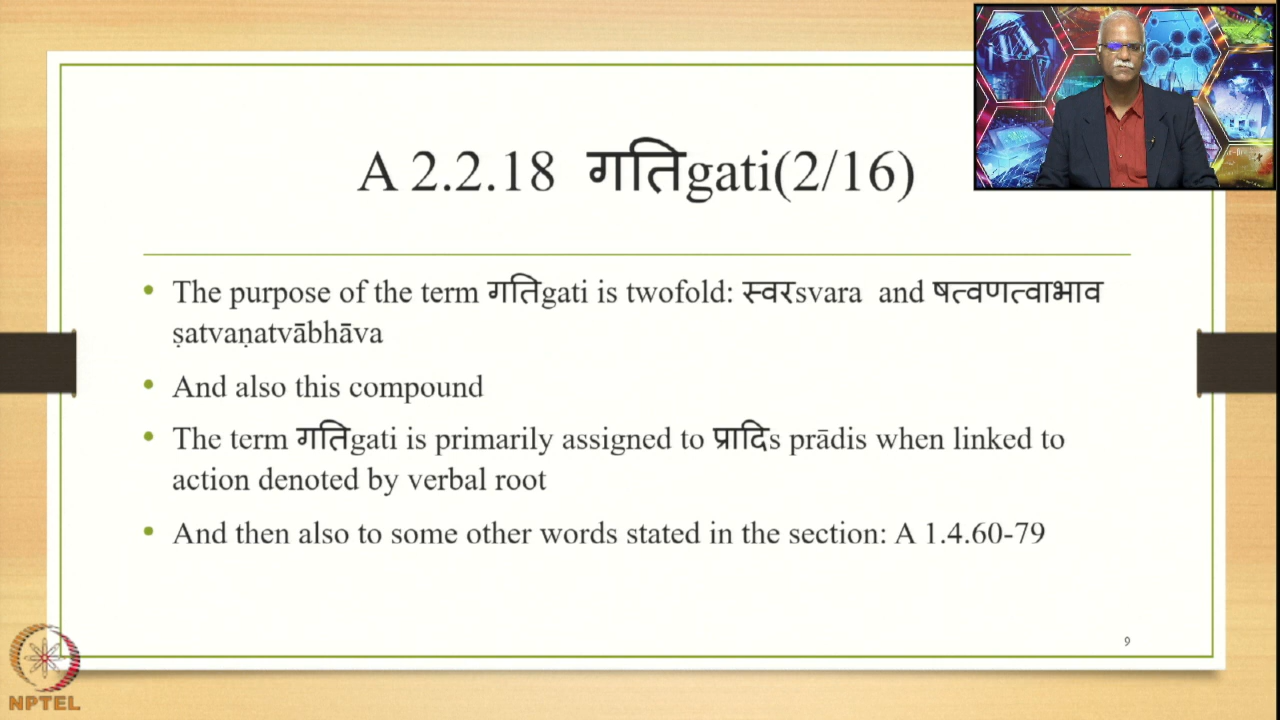 A 2.2.18 गतिgati(2/16)
• The purpose of the term गतिgati is twofold: स्वरsvara and षत्वणत्वाभाव
ṣatvaṇatvābhāva
• And also this compound
• The term गतिgati is primarily assigned to प्रादिs prādis when linked to
action denoted by verbal root
• And then also to some other words stated in the section: A 1.4.60-79
9
NPTEL